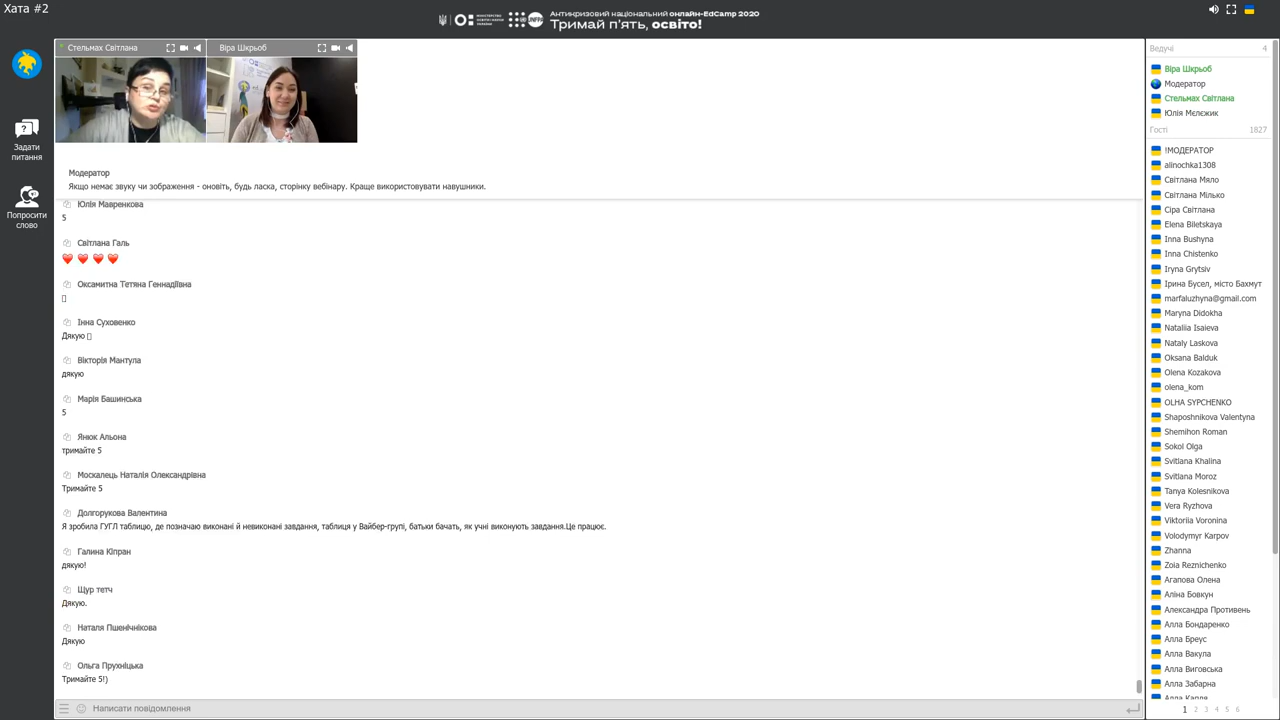 Хата #2
МІНІСТЕРСТВО ОСВІТИ І НАУКИ УКРАЇНИ
Антикризовий національний онлайн-EdCamp 2020
Тримай п'ять, освіто!
Задати питання
Попросити слово
Стельмах Світлана
Віра Шкрьоб
Модератор
Якщо немає звуку чи зображення - оновіть, будь ласка, сторінку вебінару. Краще використовувати навушники.
Юлія Мавренкова
5
Світлана Галь
❤️ ❤️ ❤️ ❤️
Оксамитна Тетяна Геннадіївна
Інна Суховенко
Дякую
Вікторія Мантула
дякую
Марія Башинська
5
Янюк Альона
тримайте 5
Москалець Наталія Олександрівна
Тримайте 5
Долгорукова Валентина
Я зробила ГУГЛ таблицю, де позначаю виконані й невиконані завдання, таблиця у Вайбер-групі, батьки бачать, як учні виконують завдання.Це працює.
Галина Кіпран
дякую!
Щур тетч
Дякую.
Наталя Пшенічнікова
Дякую
Ольга Прухніцька
Тримайте 5!)
Написати повідомлення
Ведучі 4
Віра Шкрьоб
Модератор
Стельмах Світлана
Юлія Мєлєжик
Гості 1827
!МОДЕРАТОР
alinochka1308
Світлана Мяло
Світлана Мілько
Сіра Світлана
Elena Biletskaya
Inna Bushyna
Inna Chistenko
Iryna Grytsiv
Ірина Бусел, місто Бахмут
marfaluzhyna@gmail.com
Maryna Didokha
Nataliia Isaieva
Nataly Laskova
Oksana Balduk
Olena Kozakova
olena_kom
OLHA SYPCHENKO
Shaposhnikova Valentyna
Shemihon Roman
Sokol Olga
Svitlana Khalina
Svitlana Moroz
Tanya Kolesnikova
Vera Ryzhova
Viktoriia Voronina
Volodymyr Karpov
Zhanna
Zoia Reznichenko
Агапова Олена
Аліна Бовкун
Александра Противень
Алла Бондаренко
Алла Бреус
Алла Вакула
Алла Виговська
Алла Забарна
Алла Капля
1 2 3 4 5 6